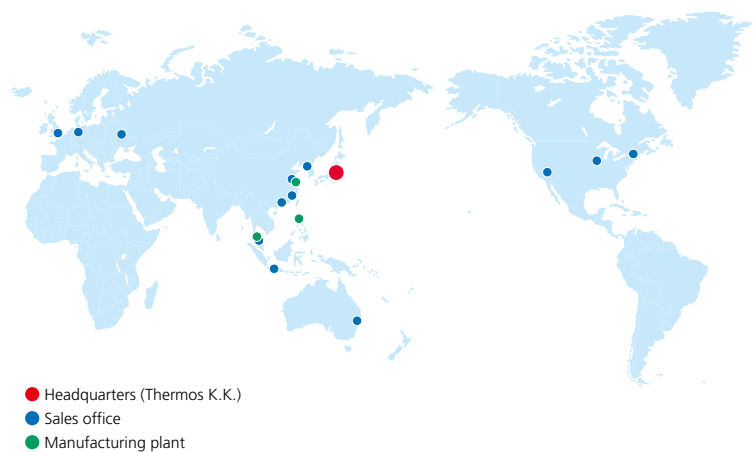 Headquarters (Thermos K.K.)
Sales office
Manufacturing plant